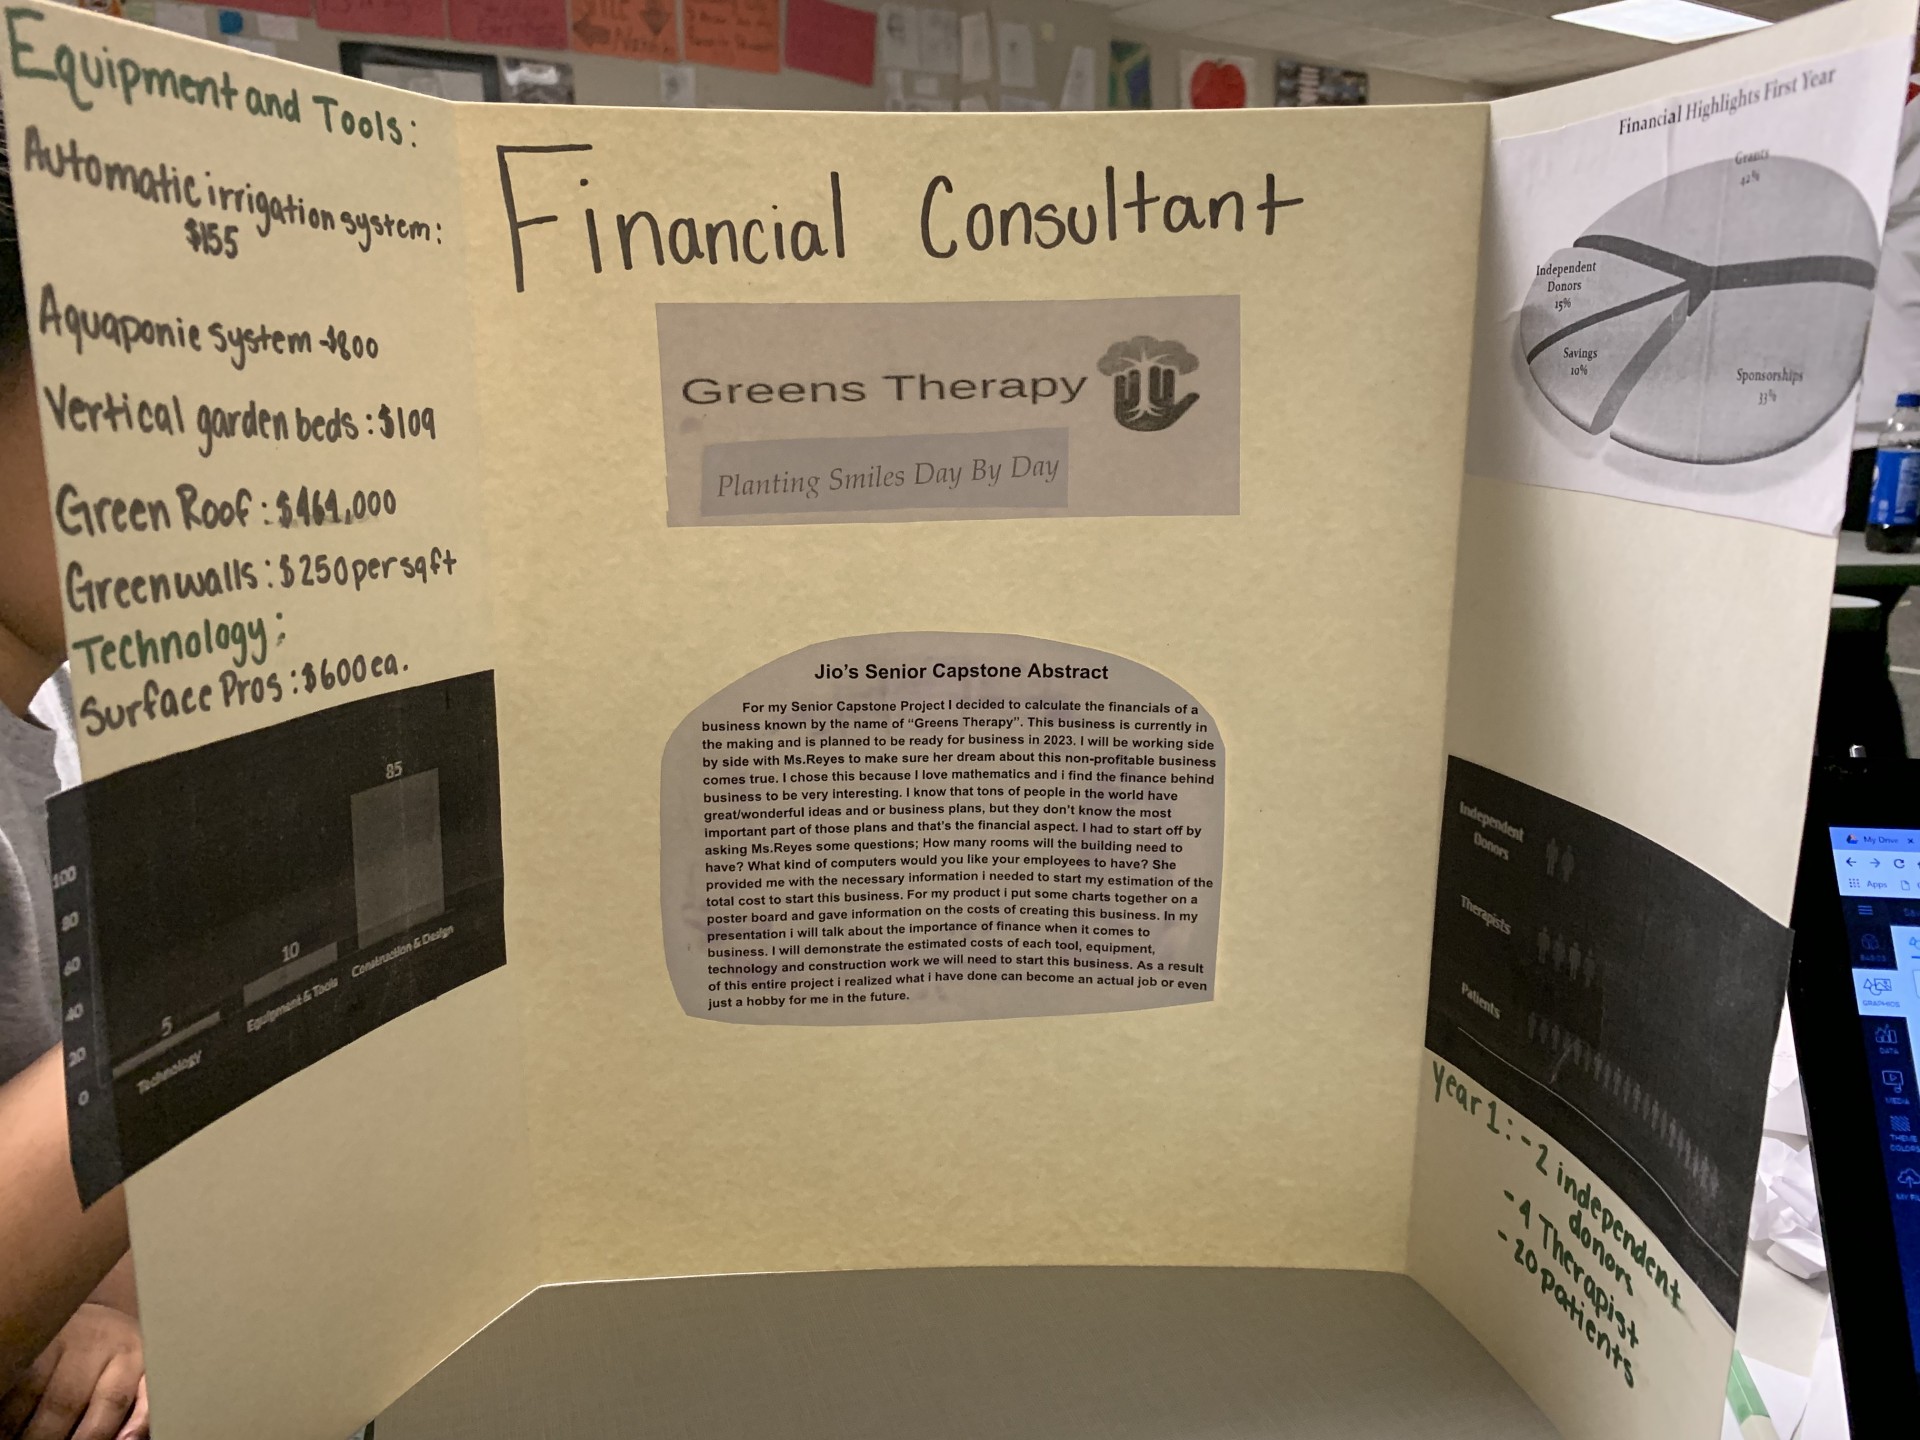 Equipment and Tools:
Automatic irrigation system:
$155
Aquaponie system -$800
Vertical garden beds : $109
Green Roof : $464,000
Greenwalls : $250 per sqft
Technology:
Surface Pros : $600 ea.
100
80
60
40
20
0
5
Technology
10
Equipment & Tools
85
Construction & Design
Financial Consultant
Greens Therapy
Planting Smiles Day By Day
Jio's Senior Capstone Abstract
For my Senior Capstone Project I decided to calculate the financials of a
business known by the name of “Greens Therapy”. This business is currently in
the making and is planned to be ready for business in 2023. I will be working side
by side with Ms.Reyes to make sure her dream about this non-profitable business
comes true. I chose this because I love mathematics and i find the finance behind
business to be very interesting. I know that tons of people in the world have
great/wonderful ideas and or business plans, but they don't know the most
important part of those plans and that's the financial aspect. I had to start off by
asking Ms.Reyes some questions; How many rooms will the building need to
have? What kind of computers would you like your employees to have? She
provided me with the necessary information i needed to start my estimation of the
total cost to start this business. For my product i put some charts together on a
poster board and gave information on the costs of creating this business. In my
presentation i will talk about the importance of finance when it comes to
business. I will demonstrate the estimated costs of each tool, equipment,
technology and construction work we will need to start this business. As a result
of this entire project i realized what i have done can become an actual job or even
just a hobby for me in the future.
Financial Highlights First Year
Grants
42%
Independent
Donors
15%
Savings
10%
Sponsorships
33%
Independent
Donors
Therapists
Patients
Year 1: - 2 independent
donors
- 4 Therapist
- 20 patients
My Drive
Apps
GRAPHICS
DATA
MEDIA